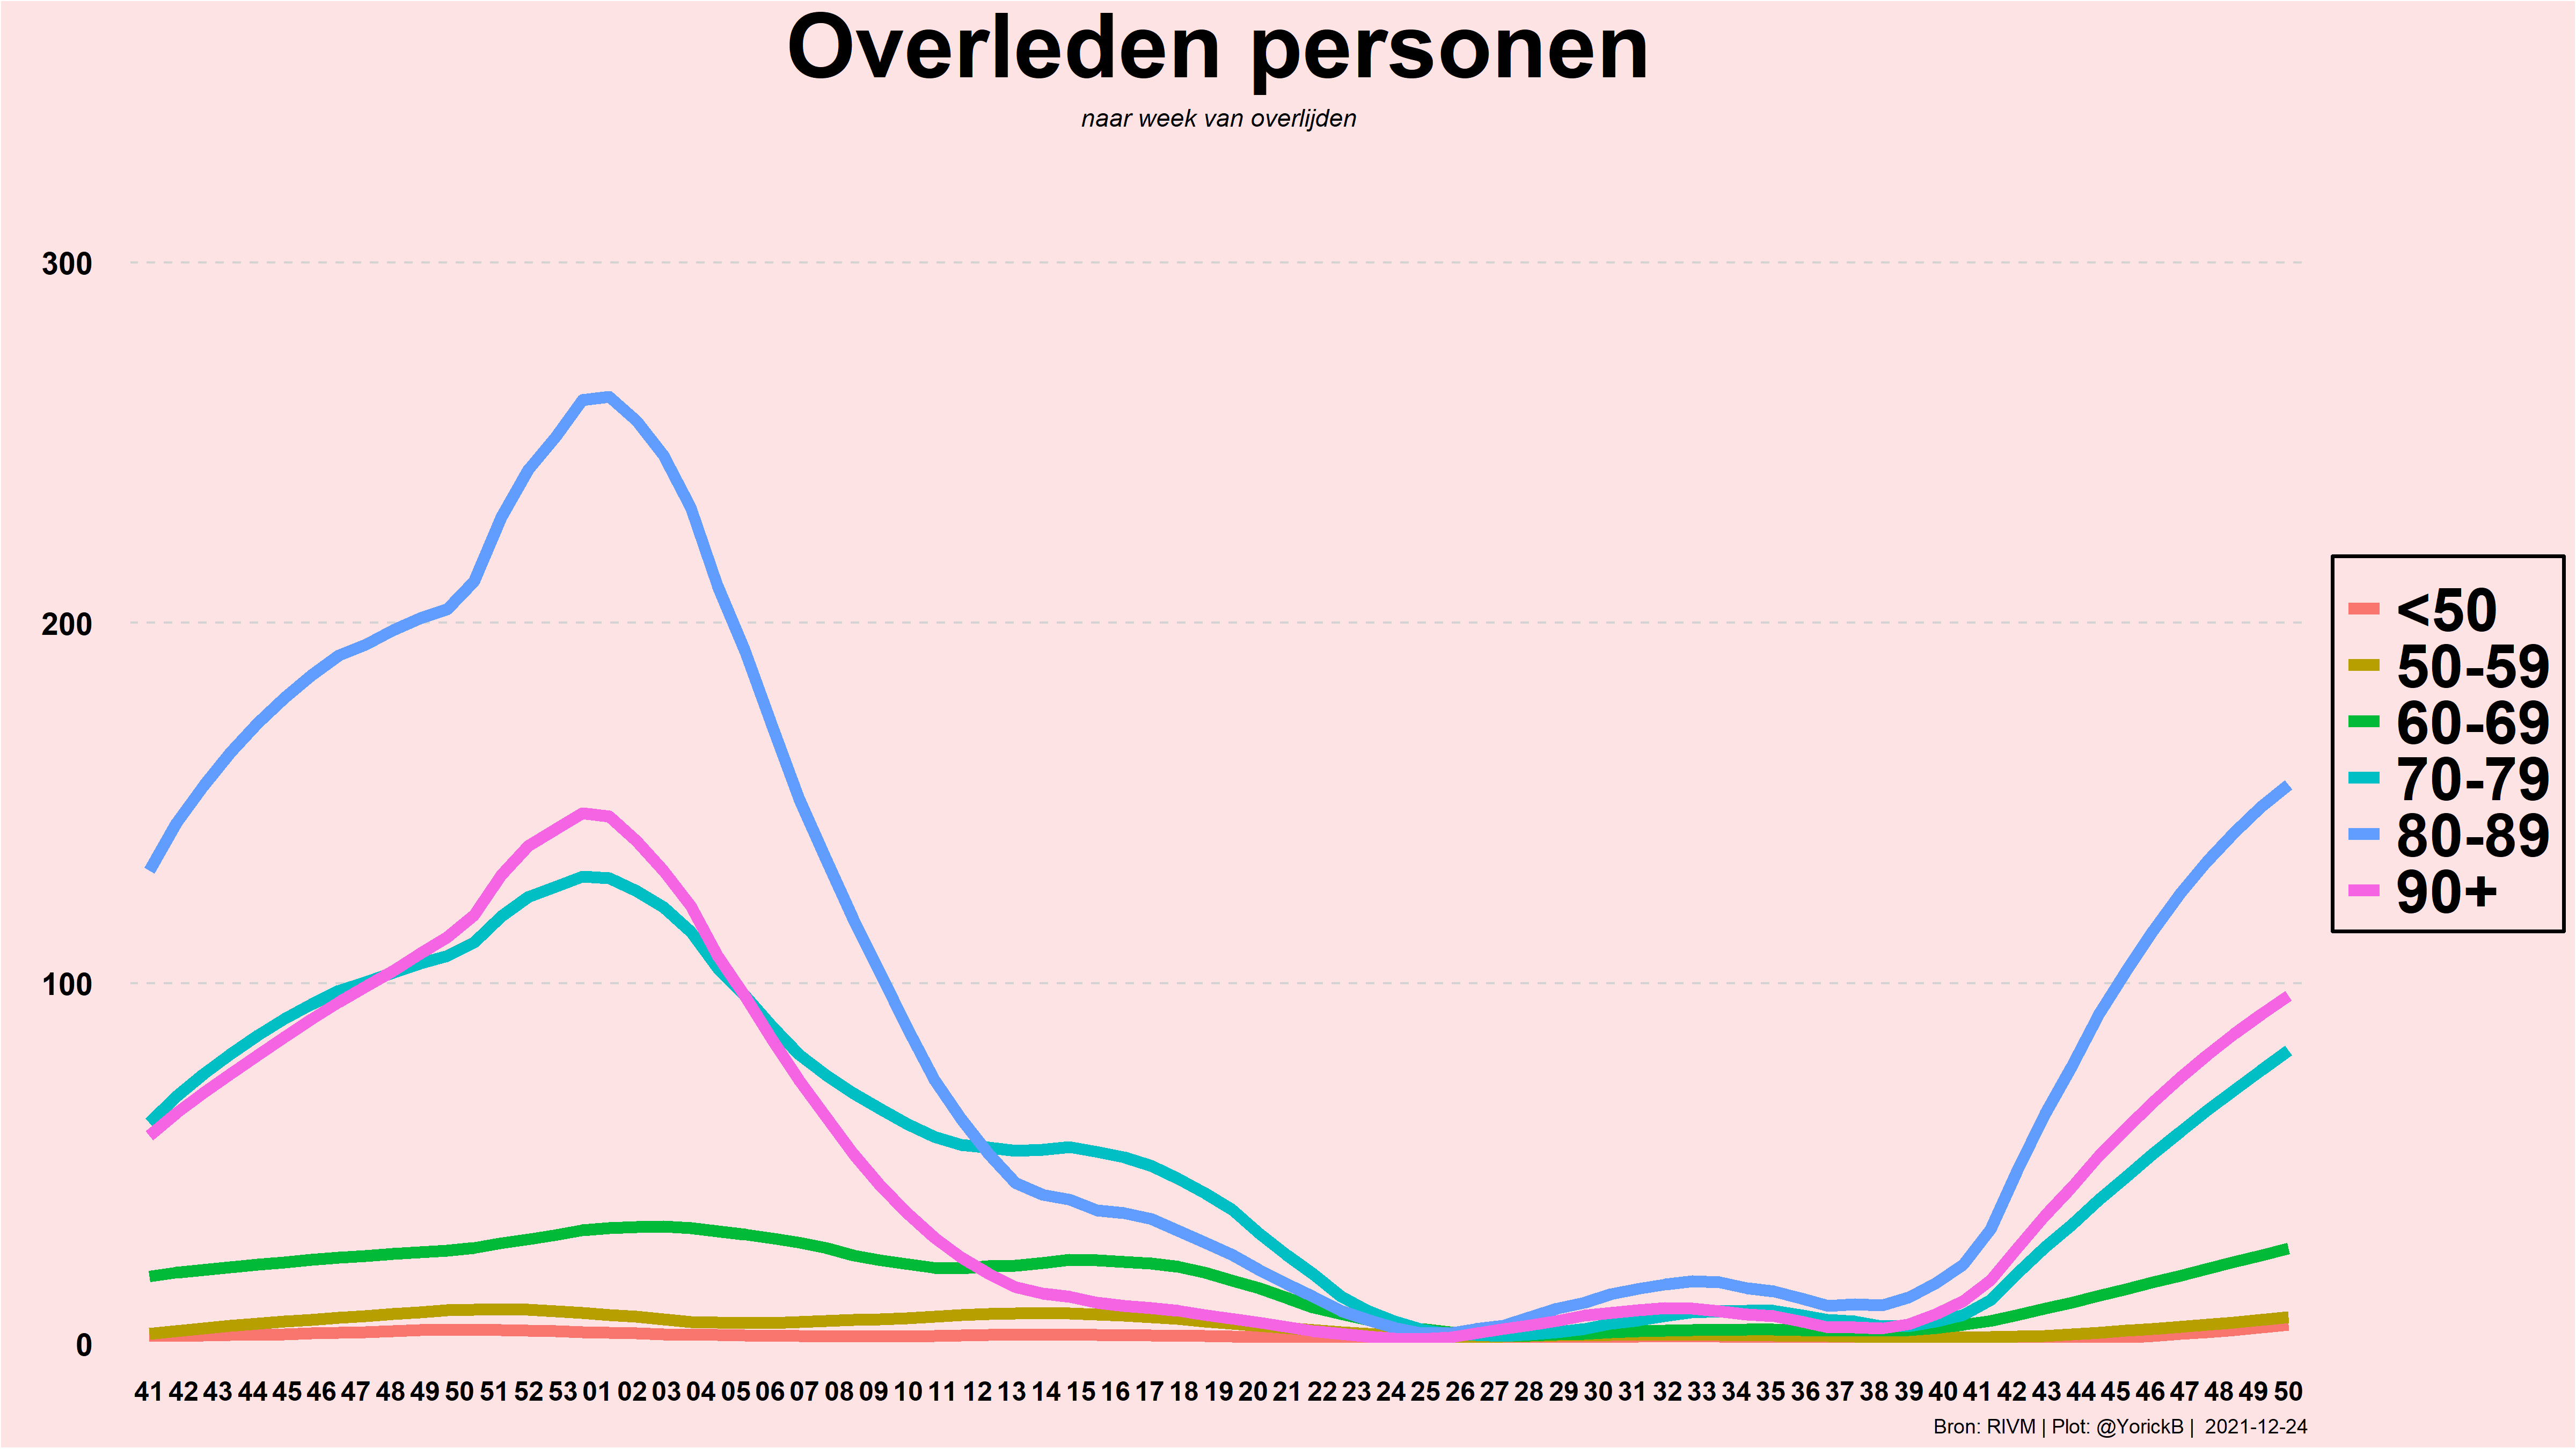 Overleden personen
naar week van overlijden
300
200
100
0
<50
50-59
60-69
70-79
80-89
90+
41 42 43 44 45 46 47 48 49 50 51 52 53 01 02 03 04 05 06 07 08 09 10 11 12 13 14 15 16 17 18 19 20 21 22 23 24 25 26 27 28 29 30 31 32 33 34 35 36 37 38 39 40 41 42 43 44 45 46 47 48 49 50
Bron: RIVM | Plot: @YorickB | 2021-12-24